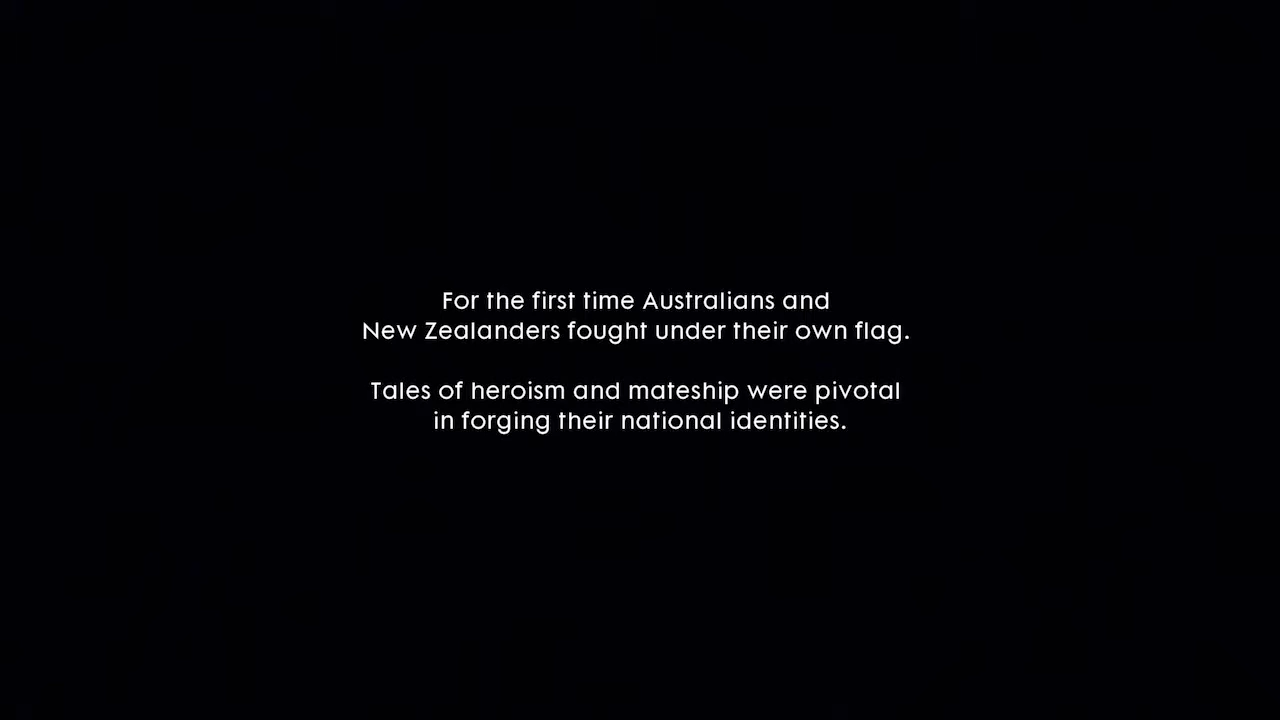 For the first time Australians and
New Zealanders fought under their own flag.
Tales of heroism and mateship were pivotal
in forging their national identities.